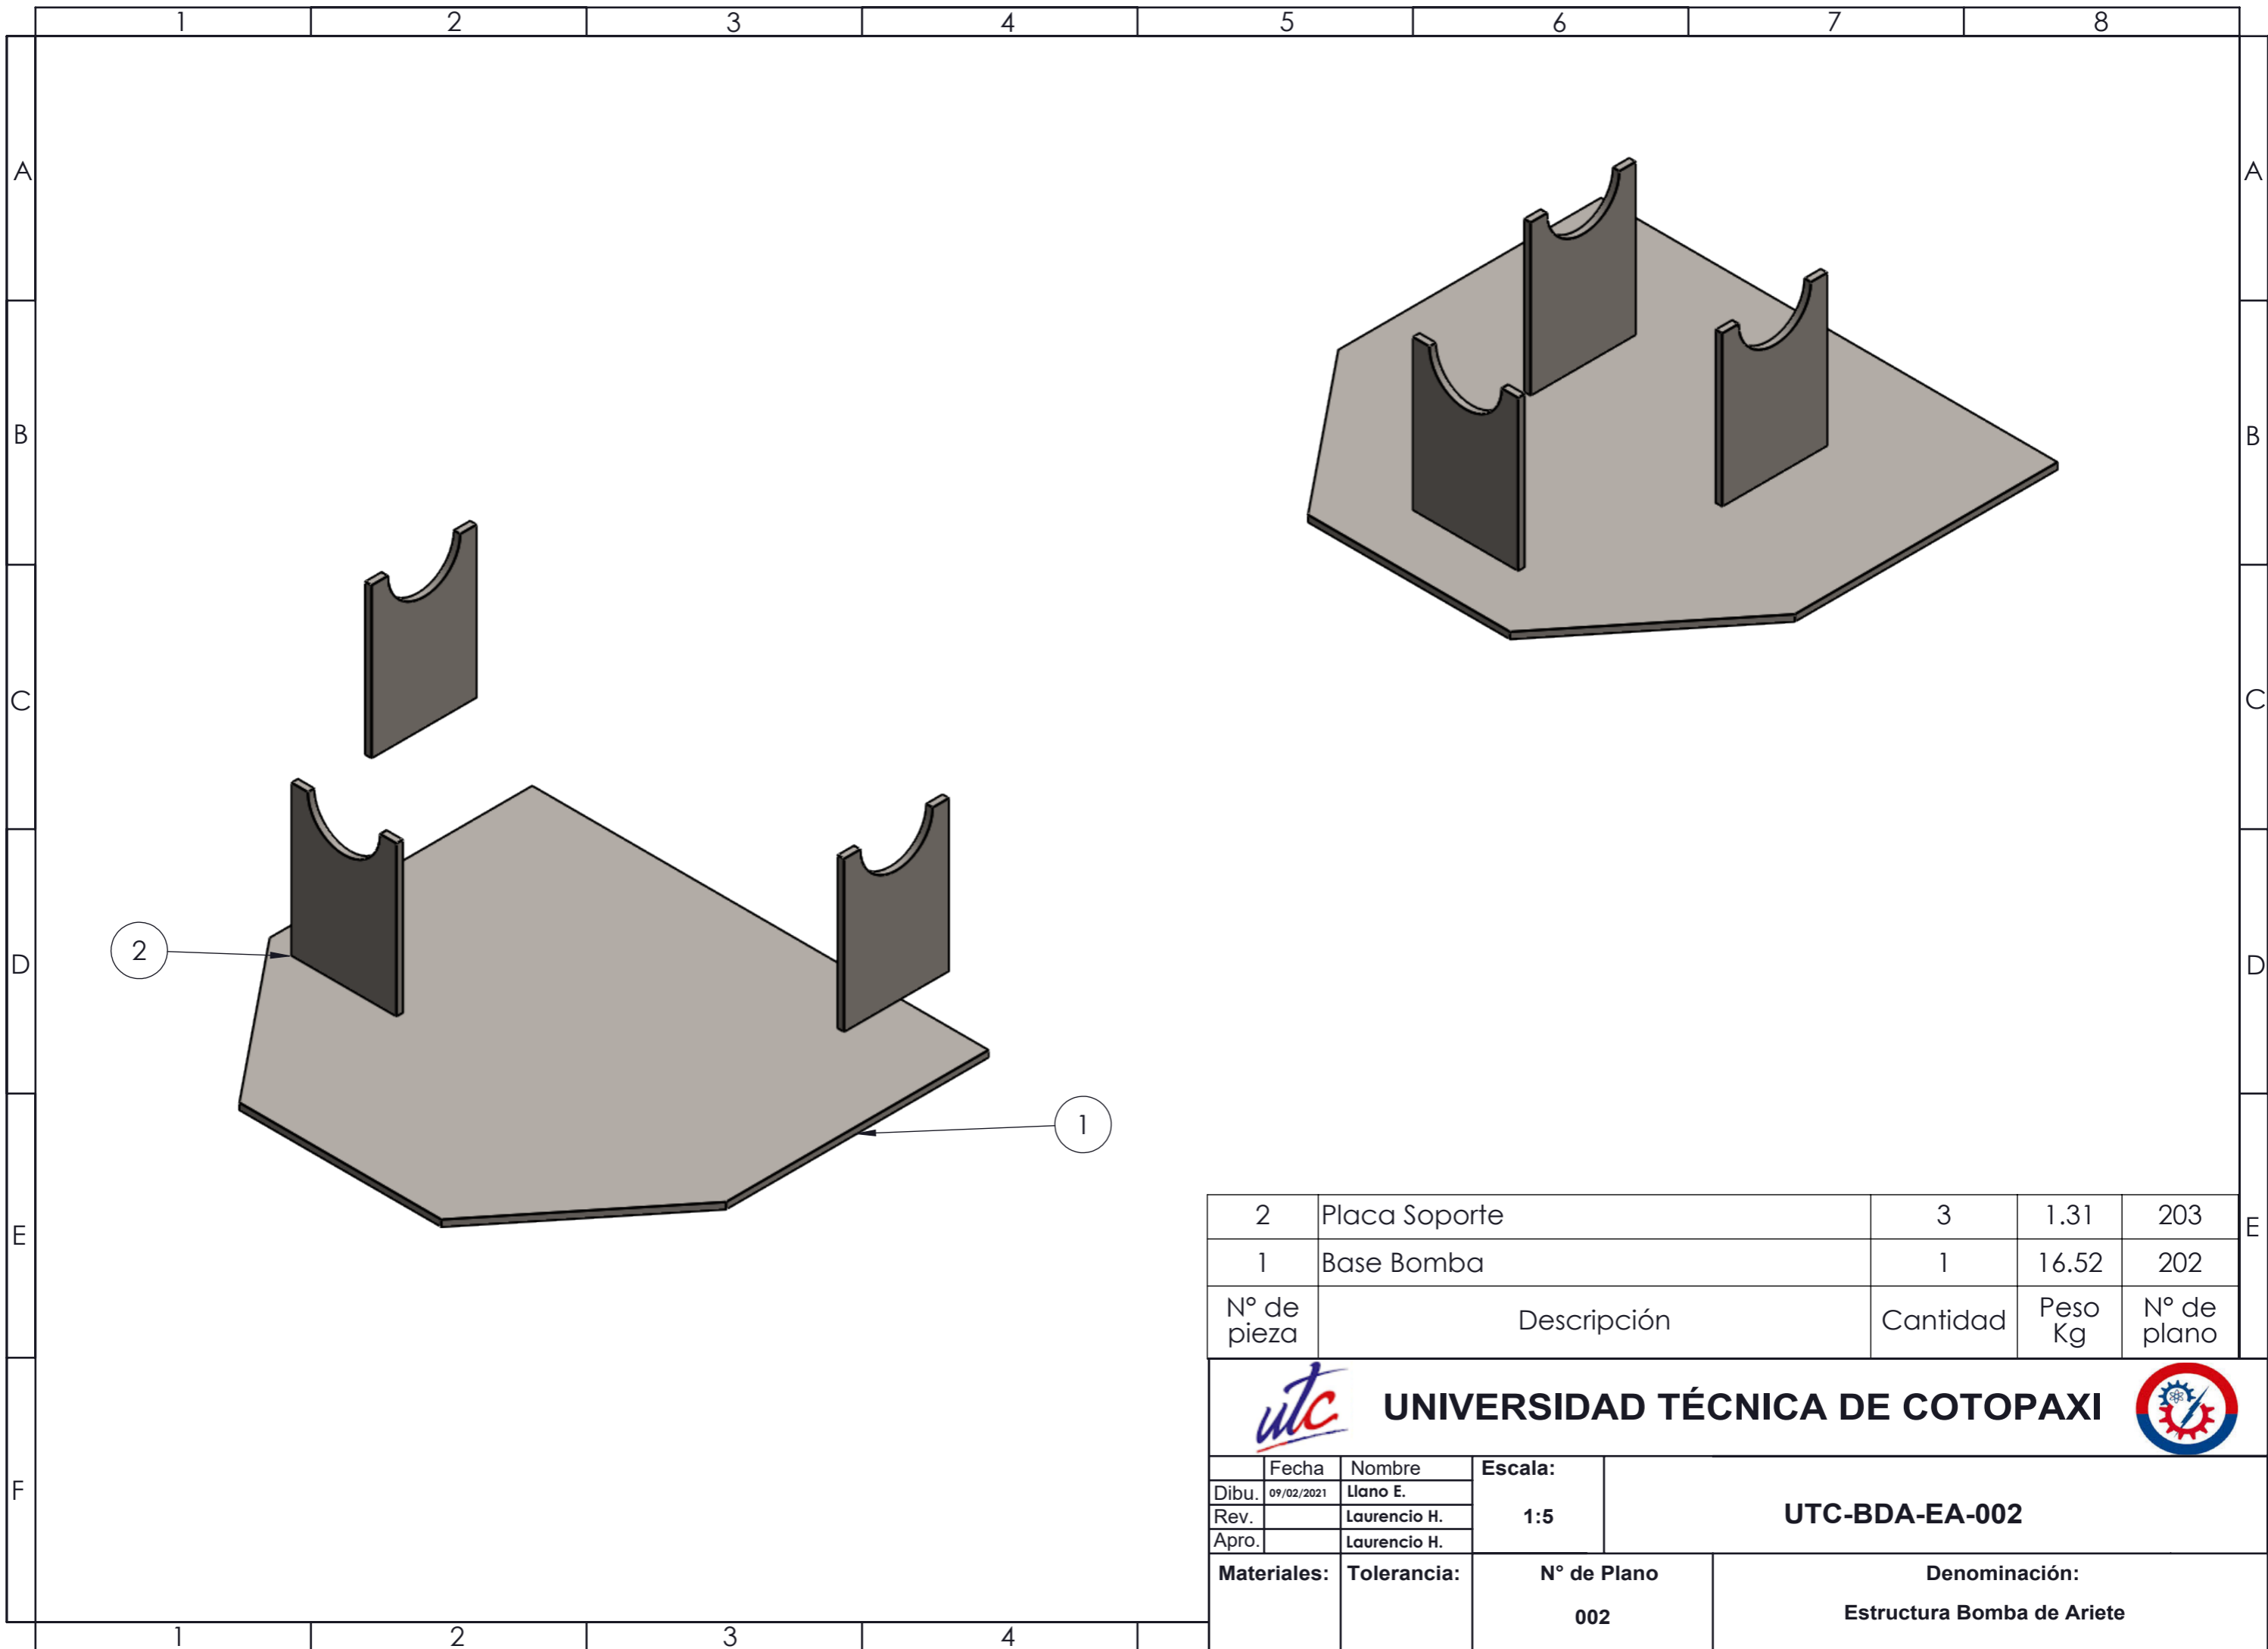 1 2 3 4 5 6 7 8
A A
B B
C C
D D
E E
F
2
1
2 Placa Soporte 3 1.31 203
1 Base Bomba 1 16.52 202
N° de pieza Descripción Cantidad Peso Kg N° de plano
utc UNIVERSIDAD TÉCNICA DE COTOPAXI
Fecha Nombre Escala:
Dibu. 09/02/2021 Llano E.
Rev. Laurencio H. 1:5 UTC-BDA-EA-002
Apro. Laurencio H.
Materiales: Tolerancia: N° de Plano Denominación:
002 Estructura Bomba de Ariete
1 2 3 4